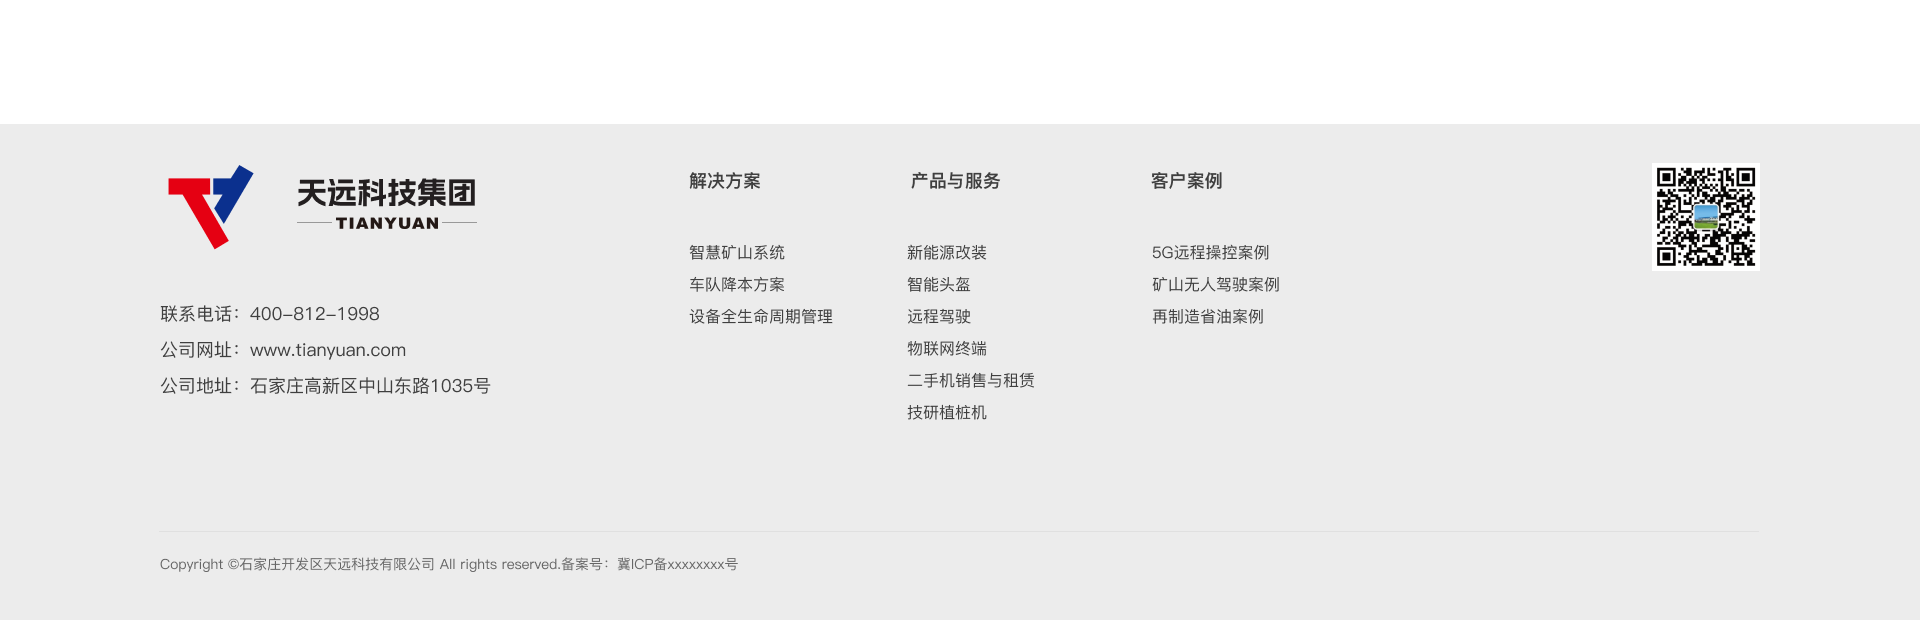 天远科技集团
TIANYUAN
联系电话：400-812-1998
公司网址：www.tianyuan.com
公司地址：石家庄高新区中山东路1035号
解决方案
智慧矿山系统
车队降本方案
设备全生命周期管理
产品与服务
新能源改装
智能头盔
远程驾驶
物联网终端
二手机销售与租赁
技研植桩机
客户案例
5G远程操控案例
矿山无人驾驶案例
再制造省油案例
Copyright ©石家庄开发区天远科技有限公司 All rights reserved.备案号：冀ICP备xxxxxxxx号